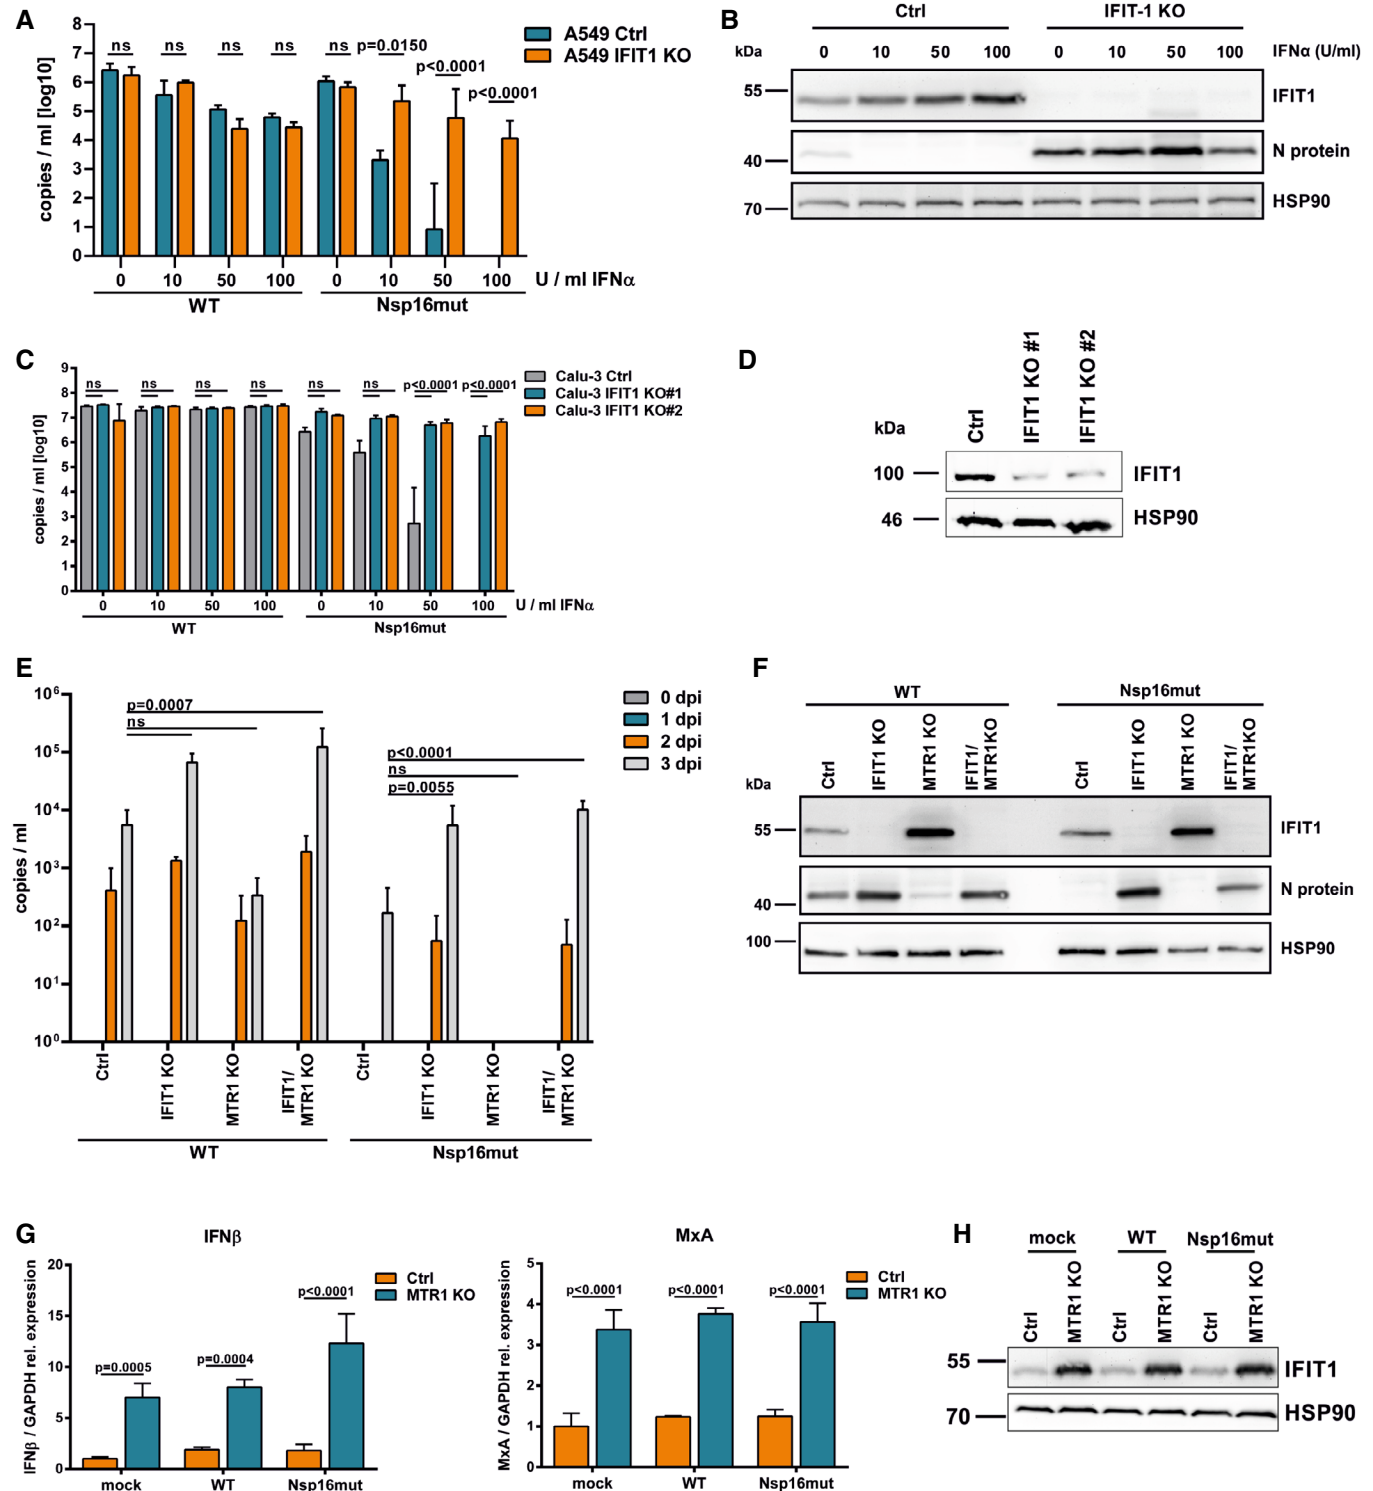 A
copies / ml [log10]
8
7
6
5
4
3
2
1
0
ns
ns
ns
ns
ns
p=0.0150
p<0.0001
p<0.0001
A549 Ctrl
A549 IFIT1 KO
0 10 50 100 0 10 50 100 U / ml IFNα
WT Nsp16mut
B
Ctrl IFIT-1 KO
kDa 0 10 50 100 0 10 50 100 IFNα (U/ml)
55 IFIT1
40 N protein
70 HSP90
C
copies / ml [log10]
9
8
7
6
5
4
3
2
1
0
ns ns ns ns ns ns p<0.0001 p<0.0001
Calu-3 Ctrl
Calu-3 IFIT1 KO#1
Calu-3 IFIT1 KO#2
0 10 50 100 0 10 50 100 U / ml IFNα
WT Nsp16mut
D
kDa Ctrl IFIT1 KO #1 IFIT1 KO #2
100 IFIT1
46 HSP90
E
copies / ml
10⁶
10⁵
10⁴
10³
10²
10¹
10⁰
p=0.0007
ns
p<0.0001
ns
p=0.0055
0 dpi
1 dpi
2 dpi
3 dpi
Ctrl
IFIT1 KO
MTR1 KO
IFIT1/
MTR1 KO
Ctrl
IFIT1 KO
MTR1 KO
IFIT1/
MTR1 KO
WT Nsp16mut
F
WT Nsp16mut
kDa
Ctrl
IFIT1 KO
MTR1 KO
IFIT1/
MTR1KO
Ctrl
IFIT1 KO
MTR1 KO
IFIT1/
MTR1KO
55 IFIT1
40 N protein
100 HSP90
G
IFNβ
IFNβ / GAPDH rel. expression
20
15
10
5
0
p=0.0005
p=0.0004
p<0.0001
Ctrl
MTR1 KO
mock WT Nsp16mut
MxA
MxA / GAPDH rel. expression
5
4
3
2
1
0
p<0.0001
p<0.0001
p<0.0001
Ctrl
MTR1 KO
mock WT Nsp16mut
H
mock WT Nsp16mut
Ctrl
MTR1 KO
Ctrl
MTR1 KO
Ctrl
MTR1 KO
55 IFIT1
70 HSP90